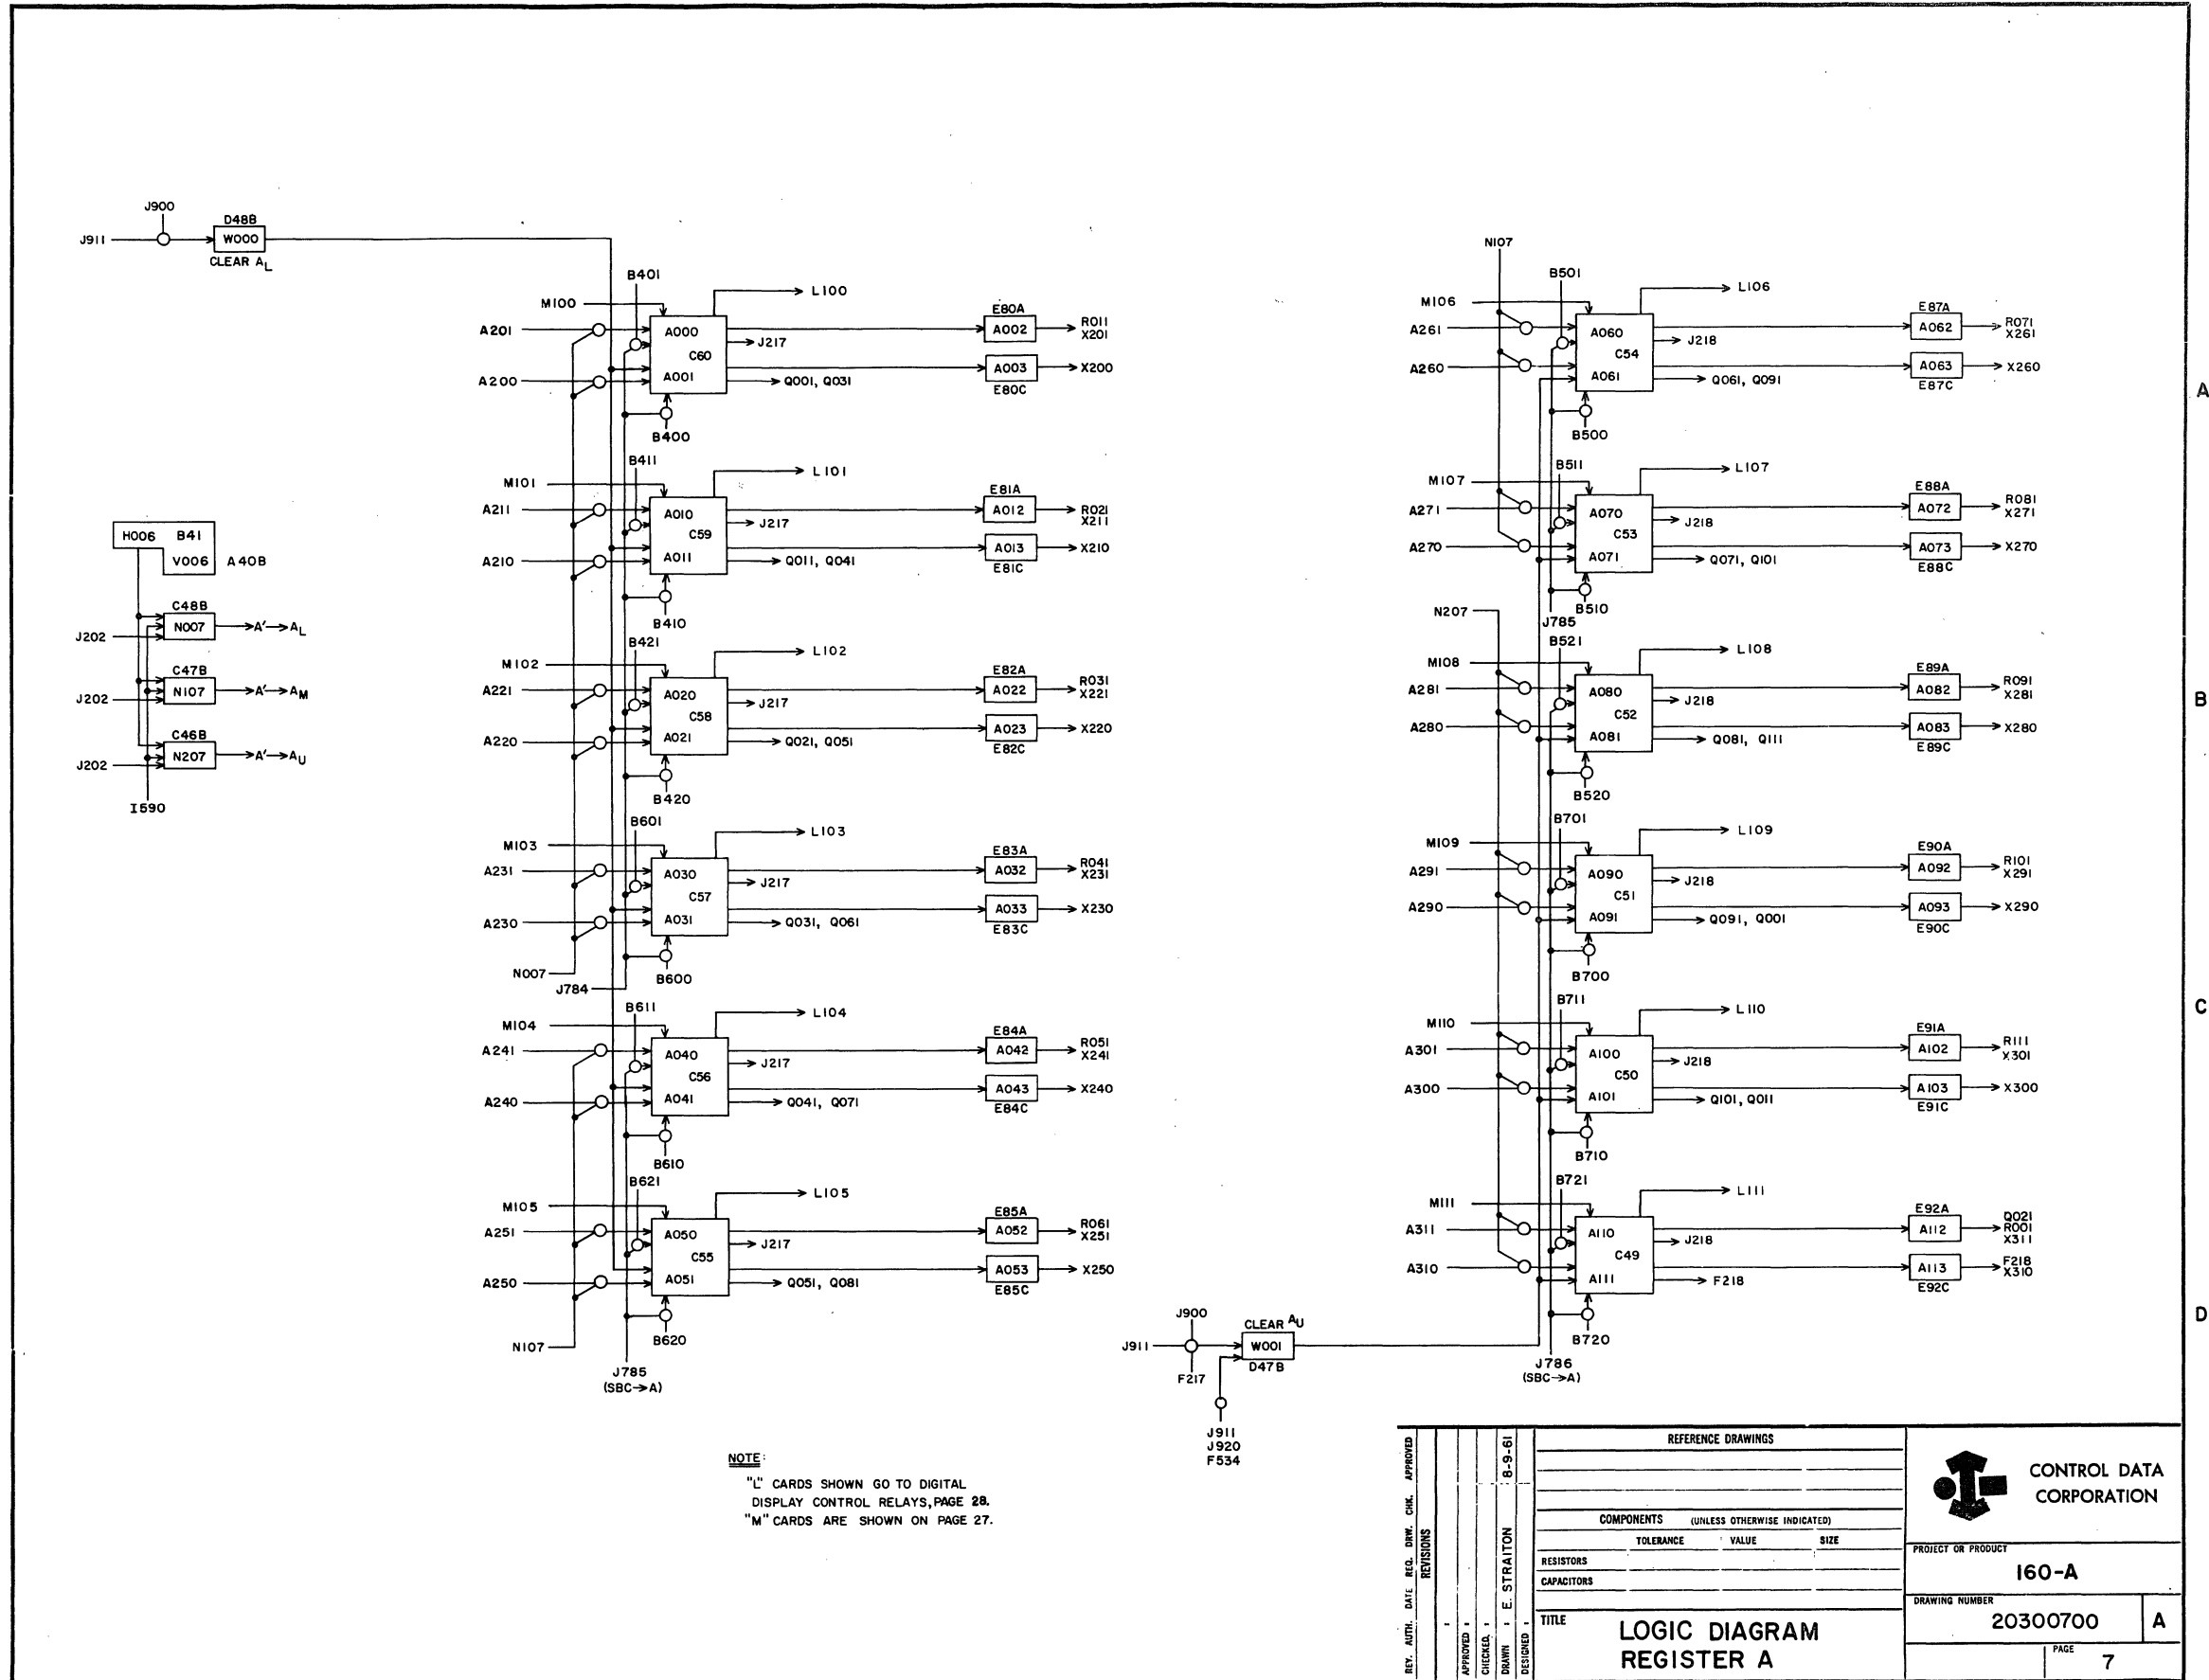 J900
J911
D48B
W000
CLEAR AL
H006 B41
V006 A40B
C48B
J202 N007 A'→AL
C47B
J202 N107 A'→AM
C46B
J202 N207 A'→AU
I590
B401
M100 L100
A201 A000 E80A A002 R011
X201
C60 J217
A200 A001 A003 X200
E80C
Q001, Q031
B400
B411
M101 L101
A211 A010 E81A A012 R021
X211
C59 J217
A210 A011 A013 X210
E81C
Q011, Q041
B410
B421
M102 L102
A221 A020 E82A A022 R031
X221
C58 J217
A220 A021 A023 X220
E82C
Q021, Q051
B420
B601
M103 L103
A231 A030 E83A A032 R041
X231
C57 J217
A230 A031 A033 X230
E83C
Q031, Q061
N007
B600
J784
B611
M104 L104
A241 A040 E84A A042 R051
X241
C56 J217
A240 A041 A043 X240
E84C
Q041, Q071
B610
B621
M105 L105
A251 A050 E85A A052 R061
X251
C55 J217
A250 A051 A053 X250
E85C
Q051, Q081
B620
N107
J785
(SBC→A)
N107
B501
M106 L106
A261 A060 E87A A062 R071
X261
C54 J218
A260 A061 A063 X260
E87C
Q061, Q091
B500
B511
M107 L107
A271 A070 E88A A072 R081
X271
C53 J218
A270 A071 A073 X270
E88C
Q071, Q101
B510
N207
J785
B521
M108 L108
A281 A080 E89A A082 R091
X281
C52 J218
A280 A081 A083 X280
E89C
Q081, Q111
B520
B701
M109 L109
A291 A090 E90A A092 R101
X291
C51 J218
A290 A091 A093 X290
E90C
Q091, Q001
B700
B711
M110 L110
A301 A100 E91A A102 R111
X301
C50 J218
A300 A101 A103 X300
E91C
Q101, Q011
B710
B721
M111 L111
A311 A110 E92A A112 Q021
R001
X311
C49 J218
A310 A111 A113 F218
X310
E92C
F218
B720
J786
(SBC→A)
J900
J911
F217
CLEAR AU
W001
D47B
J911
J920
F534
A
B
C
D
NOTE:
"L" CARDS SHOWN GO TO DIGITAL
DISPLAY CONTROL RELAYS, PAGE 28.
"M" CARDS ARE SHOWN ON PAGE 27.
REV. AUTH. DATE REQ. DRW. CHK. APPROVED
REVISIONS
APPROVED :
CHECKED :
DRAWN : E. STRAITON 8-9-61
DESIGNED :
REFERENCE DRAWINGS
COMPONENTS (UNLESS OTHERWISE INDICATED)
TOLERANCE VALUE SIZE
RESISTORS
CAPACITORS
TITLE
LOGIC DIAGRAM
REGISTER A
CONTROL DATA
CORPORATION
PROJECT OR PRODUCT
160-A
DRAWING NUMBER
20300700 A
PAGE
7